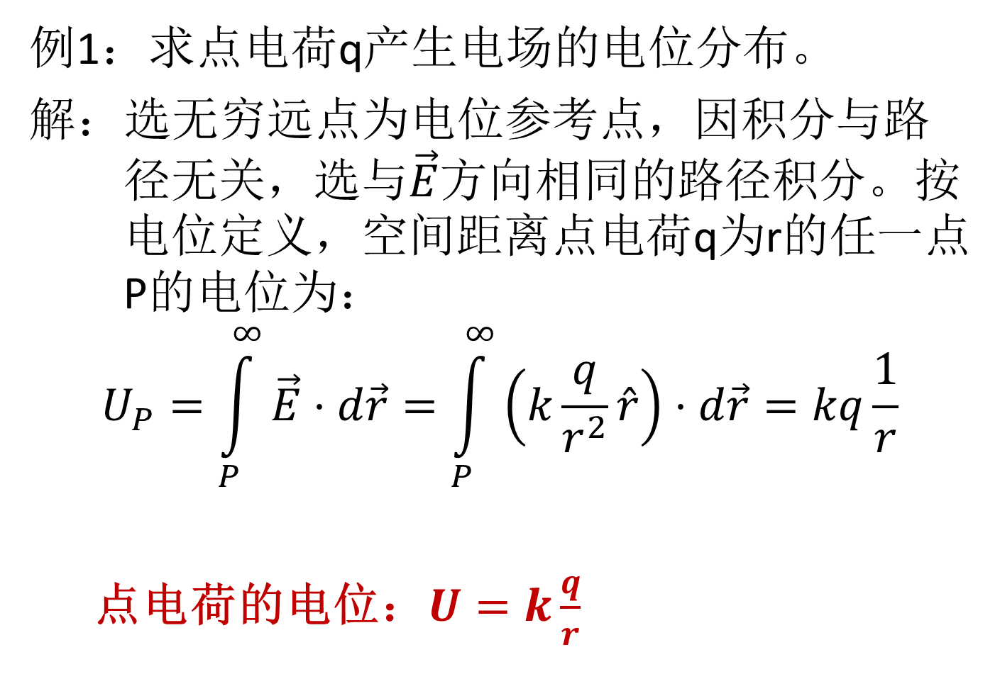 例1：求点电荷q产生电场的电位分布。
解：选无穷远点为电位参考点，因积分与路
径无关，选与$\vec{E}$方向相同的路径积分。按
电位定义，空间距离点电荷q为r的任一点
P的电位为：
$U_P = \int_P^\infty \vec{E} \cdot d\vec{r} = \int_P^\infty \left( k \frac{q}{r^2} \hat{r} \right) \cdot d\vec{r} = kq \frac{1}{r}$
点电荷的电位：$U = k \frac{q}{r}$